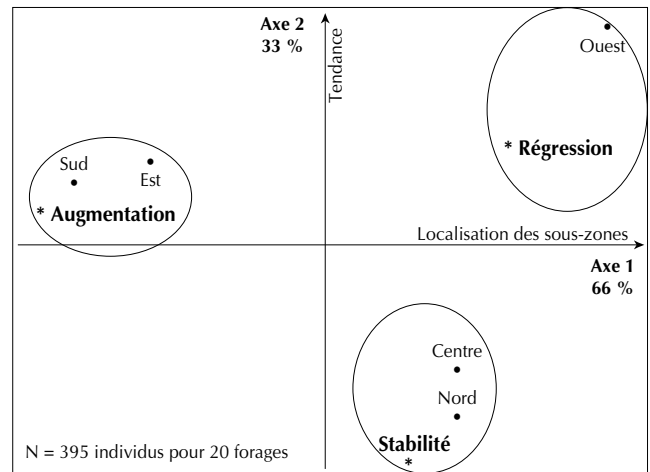 Axe 2
33 %
Tendance
Ouest
* Régression
Sud
Est
* Augmentation
Localisation des sous-zones
Axe 1
66 %
Centre
Nord
Stabilité
*
N = 395 individus pour 20 forages